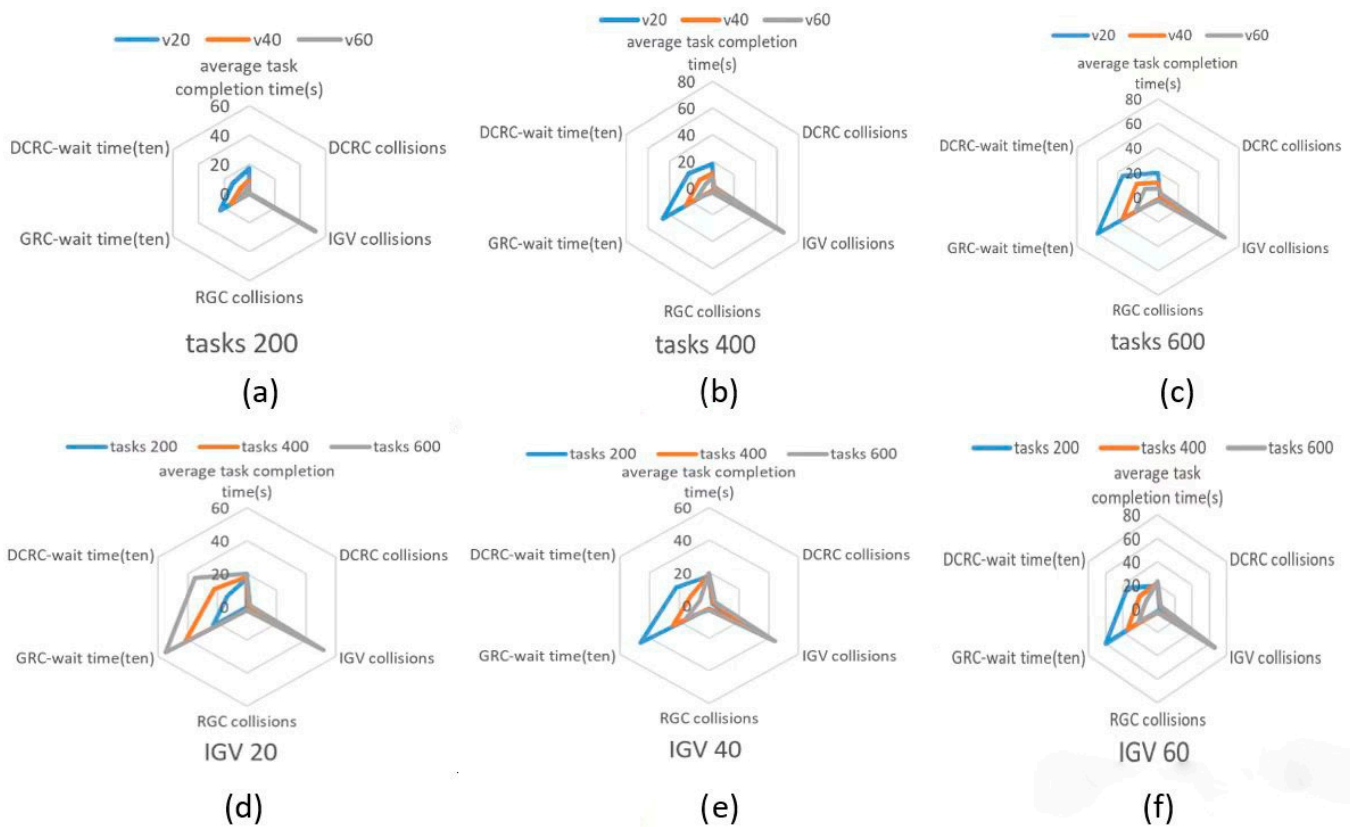 v20 v40 v60
average task
completion time(s)
60
40
20
0
DCRC-wait time(ten)
DCRC collisions
GRC-wait time(ten)
IGV collisions
RGC collisions
tasks 200
(a)
v20 v40 v60
average task completion
time(s)
80
60
40
20
0
DCRC-wait time(ten)
DCRC collisions
GRC-wait time(ten)
IGV collisions
RGC collisions
tasks 400
(b)
v20 v40 v60
average task completion
time(s)
80
60
40
20
0
DCRC-wait time(ten)
DCRC collisions
GRC-wait time(ten)
IGV collisions
RGC collisions
tasks 600
(c)
tasks 200 tasks 400 tasks 600
average task completion
time(s)
60
40
20
0
DCRC-wait time(ten)
DCRC collisions
GRC-wait time(ten)
IGV collisions
RGC collisions
IGV 20
(d)
tasks 200 tasks 400 tasks 600
average task completion
time(s)
60
40
20
0
DCRC-wait time(ten)
DCRC collisions
GRC-wait time(ten)
IGV collisions
RGC collisions
IGV 40
(e)
tasks 200 tasks 400 tasks 600
average task
completion time(s)
80
60
40
20
0
DCRC-wait time(ten)
DCRC collisions
GRC-wait time(ten)
IGV collisions
RGC collisions
IGV 60
(f)